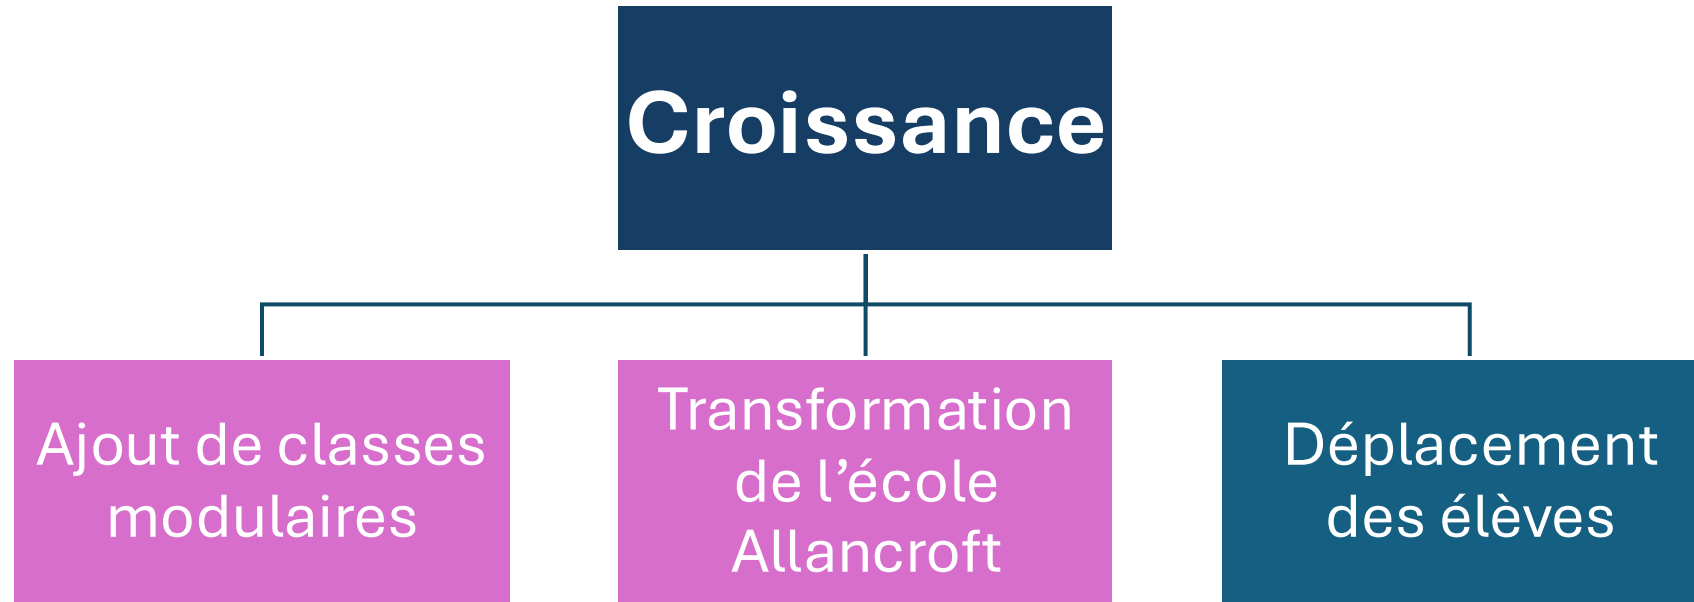 Croissance
Ajout de classes
modulaires
Transformation
de l’école
Allancroft
Déplacement
des élèves